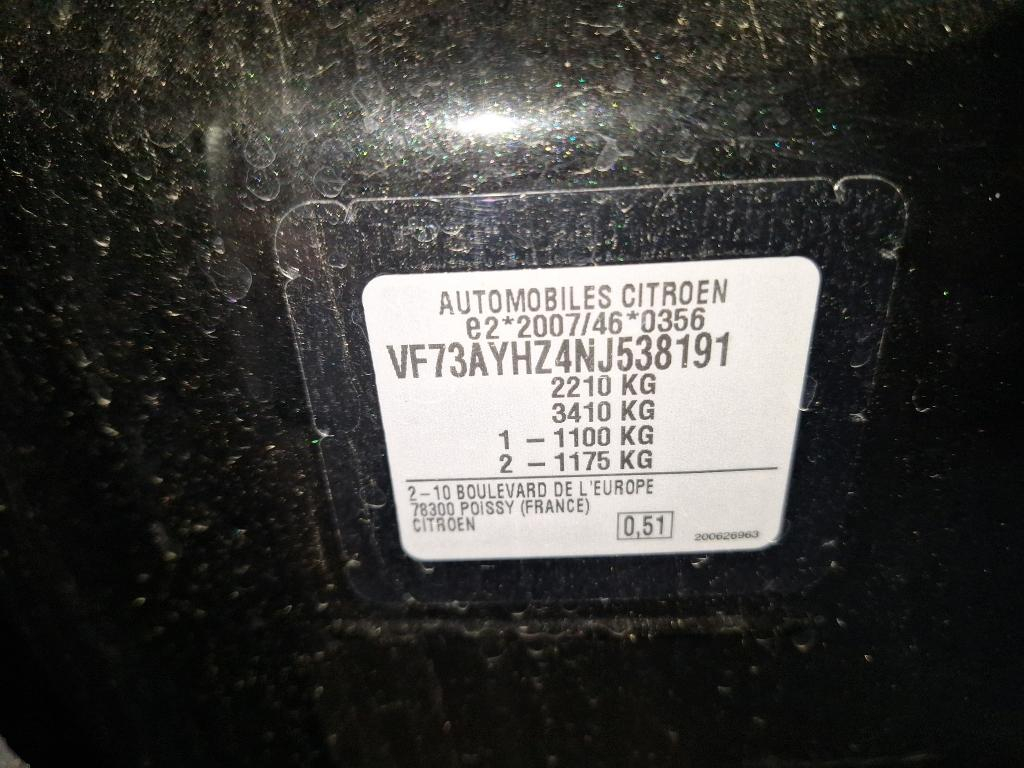 AUTOMOBILES CITROEN
e2*2007/46*0356
VF73AYHZ4NJ538191
2210 KG
3410 KG
1 – 1100 KG
2 – 1175 KG
2–10 BOULEVARD DE L'EUROPE
78300 POISSY (FRANCE)
CITROEN
0,51
200626963